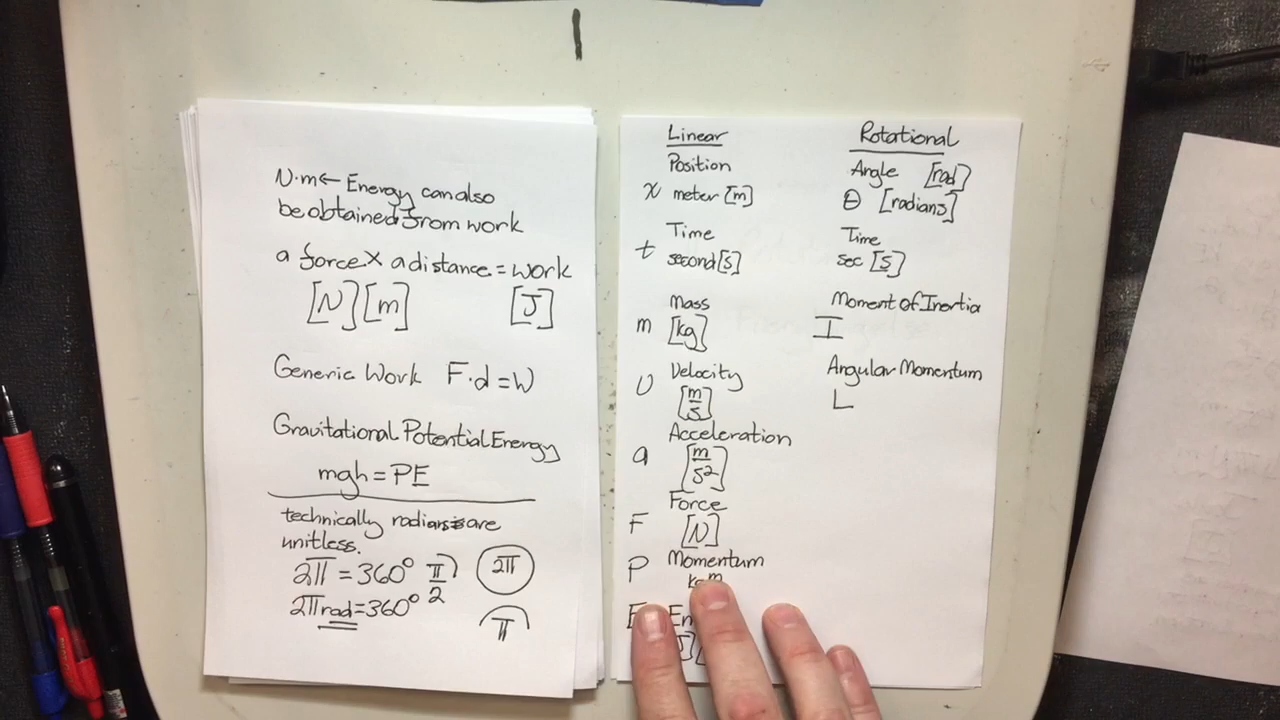 N·m ← Energy can also
be obtained from work
a force × a distance = work
[N] [m] [J]
Generic Work F·d = W
Gravitational Potential Energy
mgh = PE
technically radians are
unitless.
2π = 360° π/2 2π
2π rad = 360° π
Linear
Position
x meter [m]
Time
t second [s]
Mass
m [kg]
Velocity
v [m/s]
Acceleration
a [m/s²]
Force
F [N]
P Momentum
Rotational
Angle [rad]
θ [radians]
Time
sec [s]
Moment of Inertia
I
Angular Momentum
L